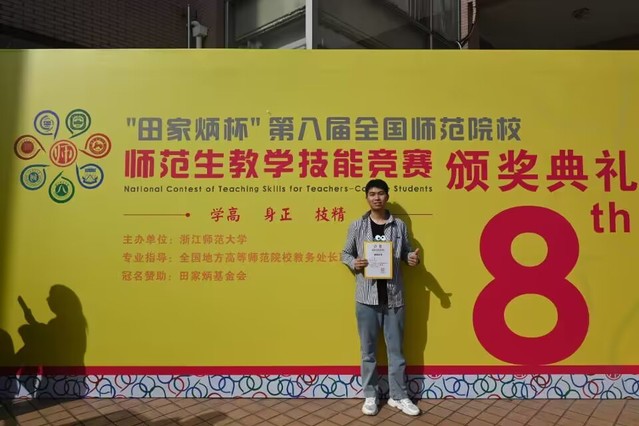 "田家炳杯"第八届全国师范院校
师范生教学技能竞赛
颁奖典礼
National Contest of Teaching Skills for Teachers-Co Students
学高 身正 技精
8th
主办单位：浙江师范大学
专业指导：全国地方高等师范院校教务处长
冠名赞助：田家炳基金会